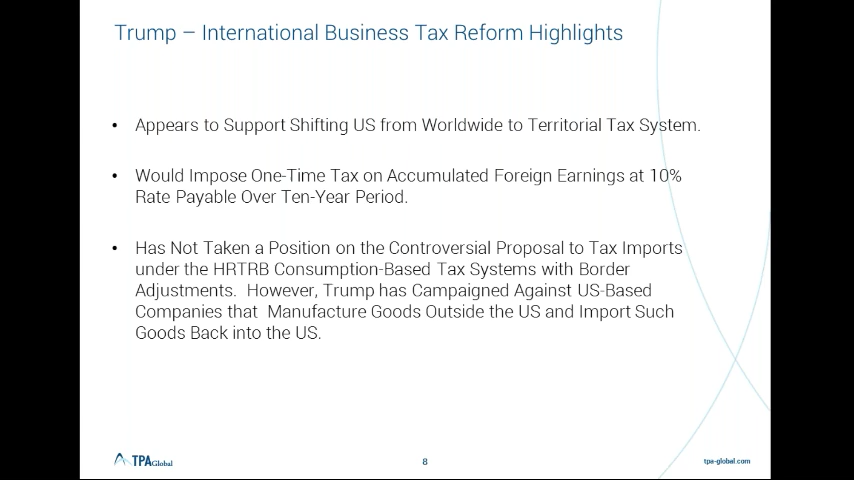 Trump – International Business Tax Reform Highlights
• Appears to Support Shifting US from Worldwide to Territorial Tax System.
• Would Impose One-Time Tax on Accumulated Foreign Earnings at 10%
Rate Payable Over Ten-Year Period.
• Has Not Taken a Position on the Controversial Proposal to Tax Imports
under the HRTRB Consumption-Based Tax Systems with Border
Adjustments.  However, Trump has Campaigned Against US-Based
Companies that  Manufacture Goods Outside the US and Import Such
Goods Back into the US.
TPAGlobal
8
tpa-global.com